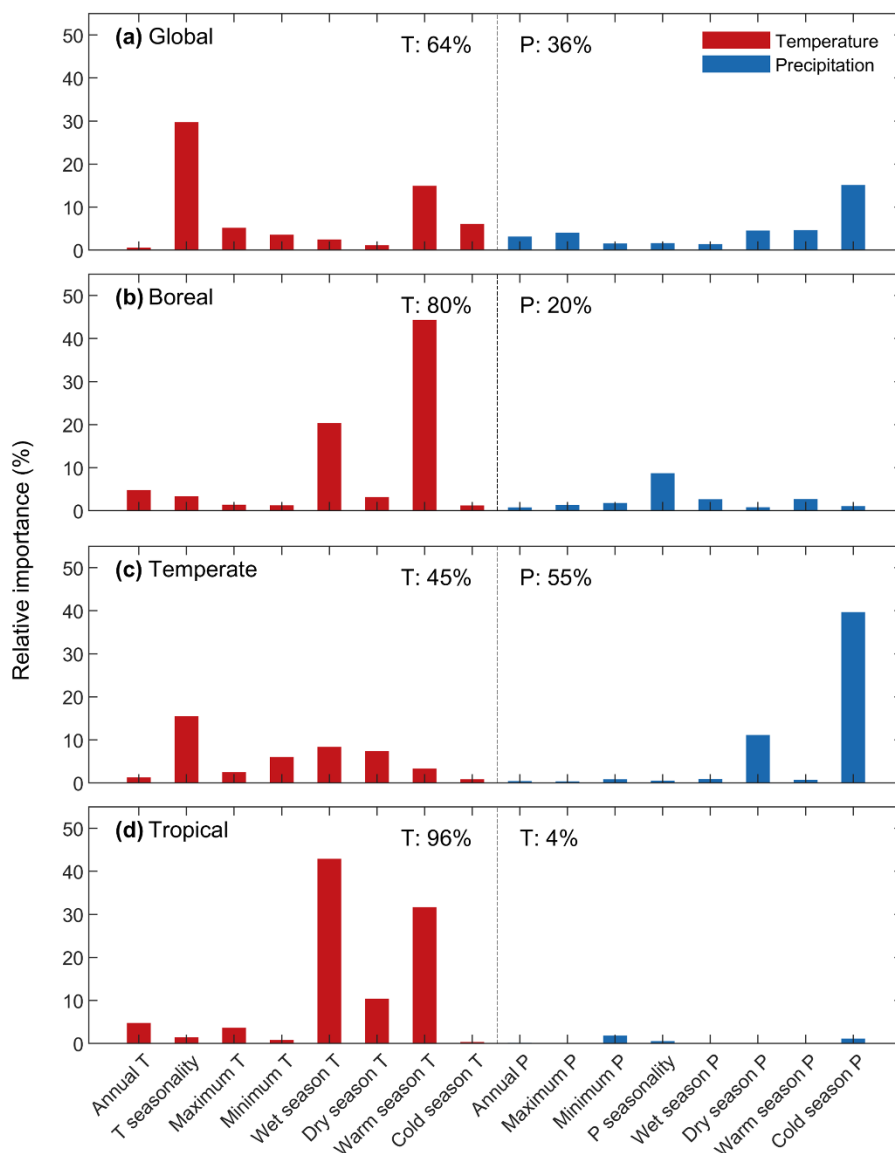 (a) Global
T: 64%
P: 36%
Temperature
Precipitation
50
40
30
20
10
0
(b) Boreal
T: 80%
P: 20%
50
40
30
20
10
0
Relative importance (%)
(c) Temperate
T: 45%
P: 55%
50
40
30
20
10
0
(d) Tropical
T: 96%
T: 4%
50
40
30
20
10
0
Annual T
T seasonality
Maximum T
Minimum T
Wet season T
Dry season T
Warm season T
Cold season T
Annual P
Maximum P
Minimum P
P seasonality
Wet season P
Dry season P
Warm season P
Cold season P